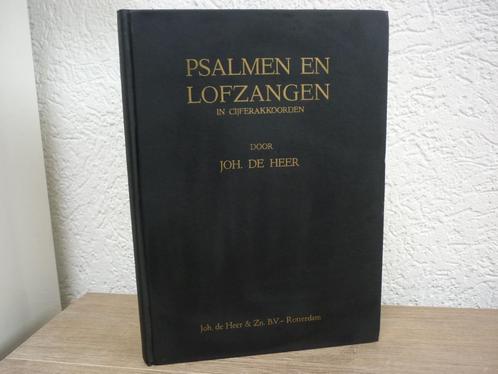 PSALMEN EN
LOFZANGEN
IN CIJFERAKKOORDEN
DOOR
JOH. DE HEER
Joh. de Heer & Zn. B.V. – Rotterdam